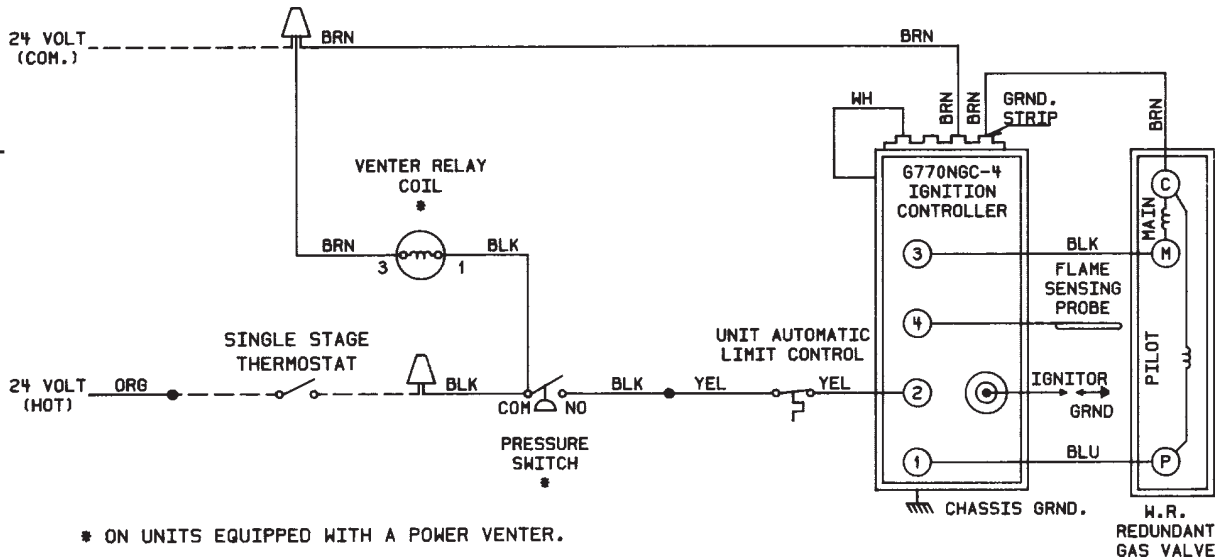 24 VOLT
(COM.)
BRN
BRN
WH
BRN
BRN
GRND.
STRIP
BRN
VENTER RELAY
COIL
*
BRN
3
1
BLK
G770NGC-4
IGNITION
CONTROLLER
C
MAIN
3
BLK
M
FLAME
SENSING
PROBE
4
SINGLE STAGE
THERMOSTAT
UNIT AUTOMATIC
LIMIT CONTROL
PILOT
24 VOLT
(HOT)
ORG
BLK
COM
NO
BLK
YEL
YEL
2
IGNITOR
GRND
PRESSURE
SWITCH
*
1
BLU
P
CHASSIS GRND.
W.R.
REDUNDANT
GAS VALVE
* ON UNITS EQUIPPED WITH A POWER VENTER.